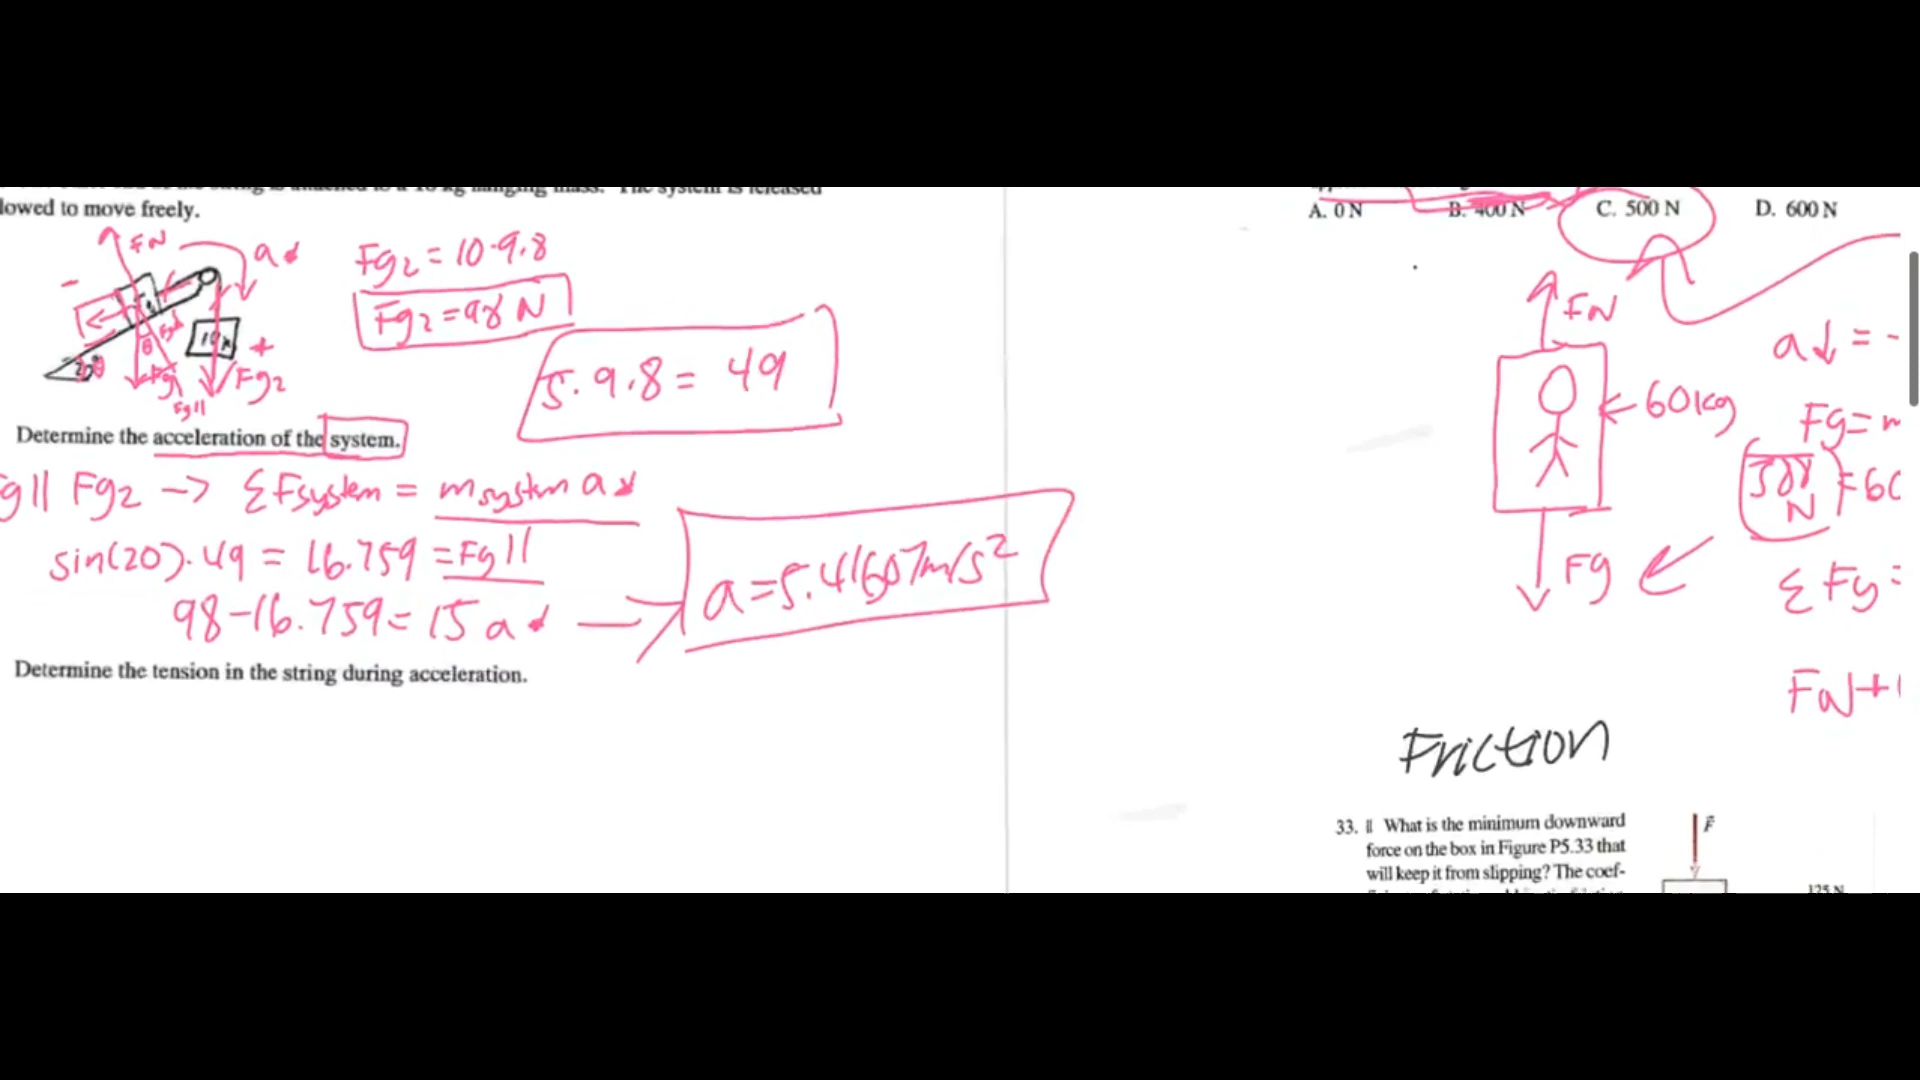 lowed to move freely.
FN
a
Fg2 = 10·9.8
Fg2 = 98 N
-
θ
+
Fg2
Fg||
5·9.8 = 49
Determine the acceleration of the system.
g|| Fg2 -> ΣFsystem = msystem a
sin(20)·49 = 16.759 = Fg||
98-16.759 = 15 a
a=5.41607m/s²
Determine the tension in the string during acceleration.
A. 0 N B. 400 N C. 500 N D. 600 N
FN
60kg
Fg
a↓ = -
Fg=
N
=60
ΣFy=
FN+
Friction
33. || What is the minimum downward
force on the box in Figure P5.33 that
will keep it from slipping? The coef-
F
125 N